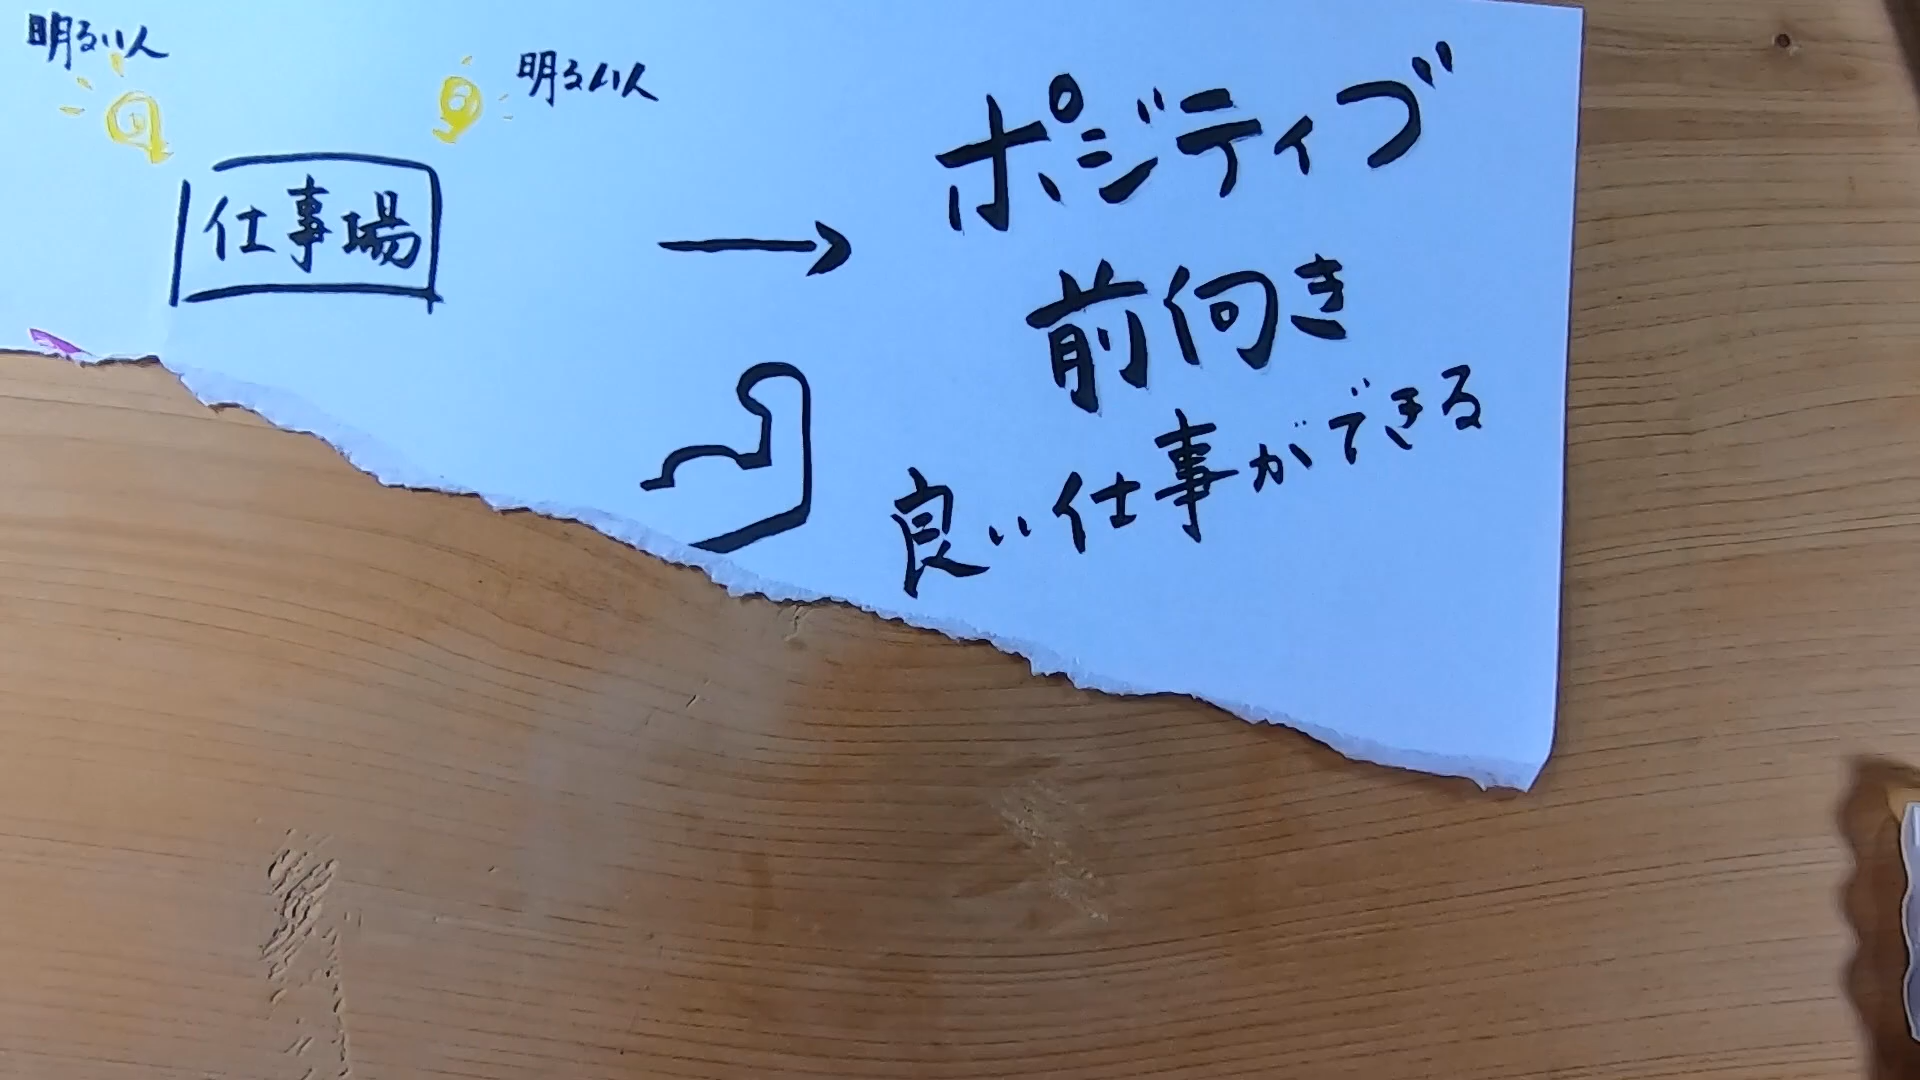 明るい人
明るい人
仕事場
ポジティブ
前向き
良い仕事ができる